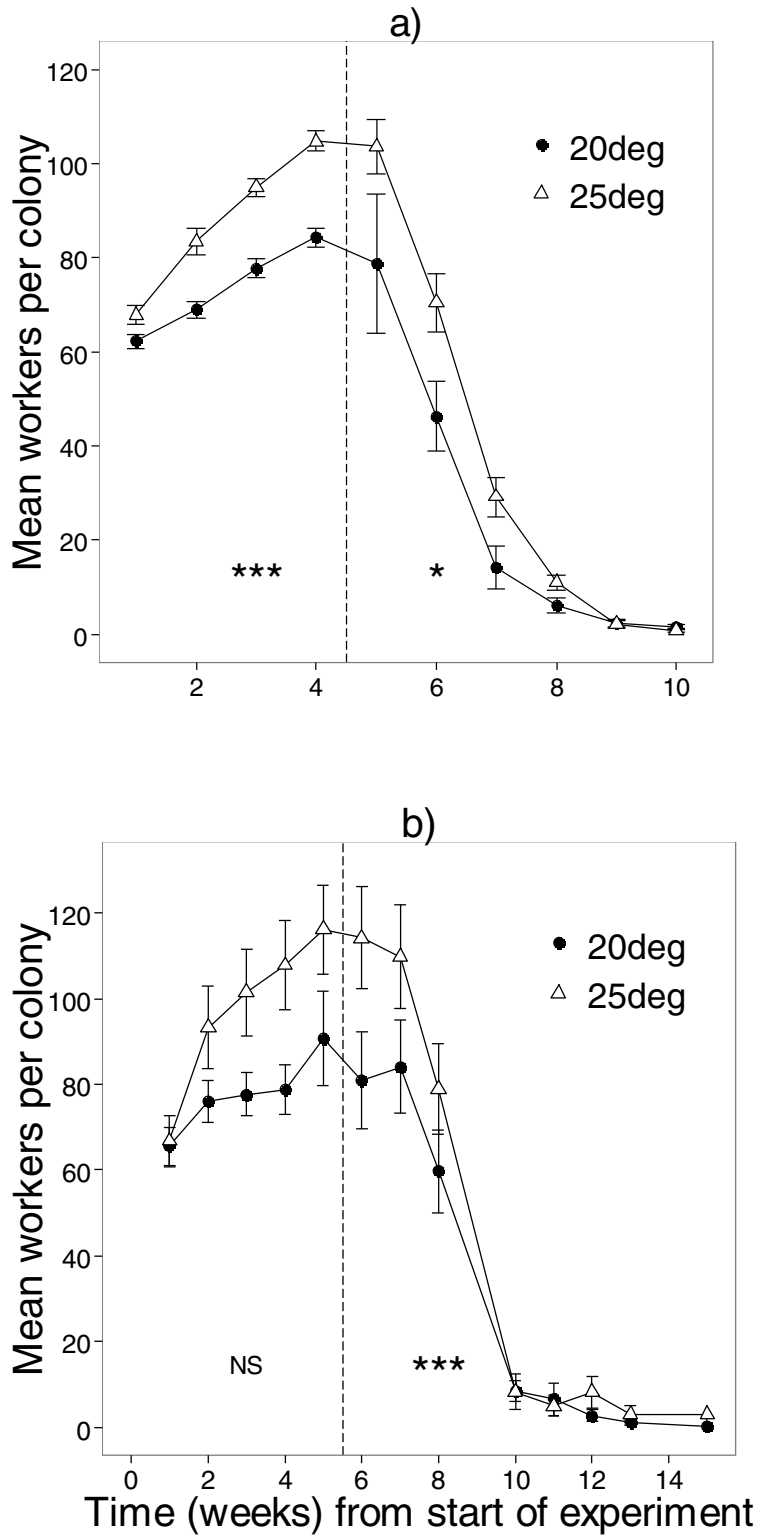 a)
Mean workers per colony
120
100
80
60
40
20
0
20deg
25deg
***
*
2 4 6 8 10
b)
Mean workers per colony
120
100
80
60
40
20
0
20deg
25deg
NS
***
0 2 4 6 8 10 12 14
Time (weeks) from start of experiment